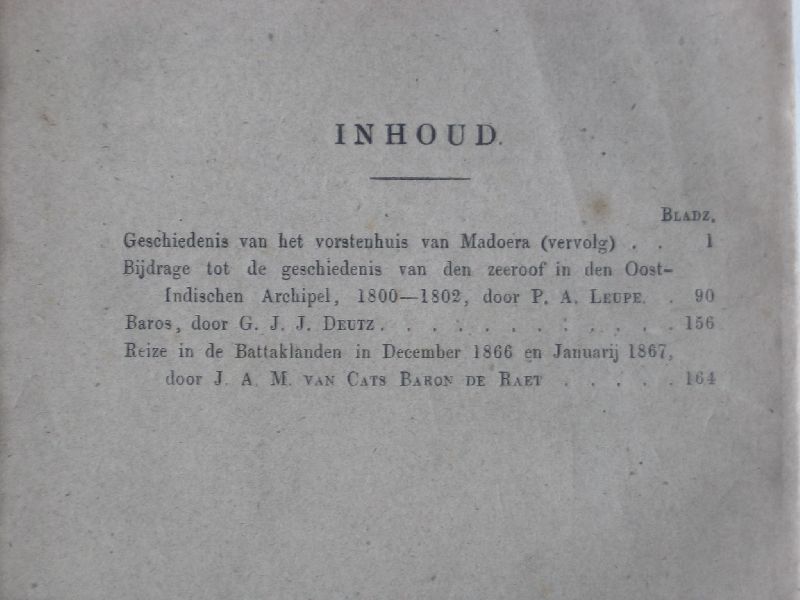 INHOUD.
BLADZ.
Geschiedenis van het vorstenhuis van Madoera (vervolg) . . 1
Bijdrage tot de geschiedenis van den zeeroof in den Oost-
Indischen Archipel, 1800—1802, door P. A. LEUPE. . 90
Baros, door G. J. J. DEUTZ. . . . . . . . . . . . 156
Reize in de Battaklanden in December 1866 en Januarij 1867,
door J. A. M. VAN CATS BARON DE RAET . . . . . 164